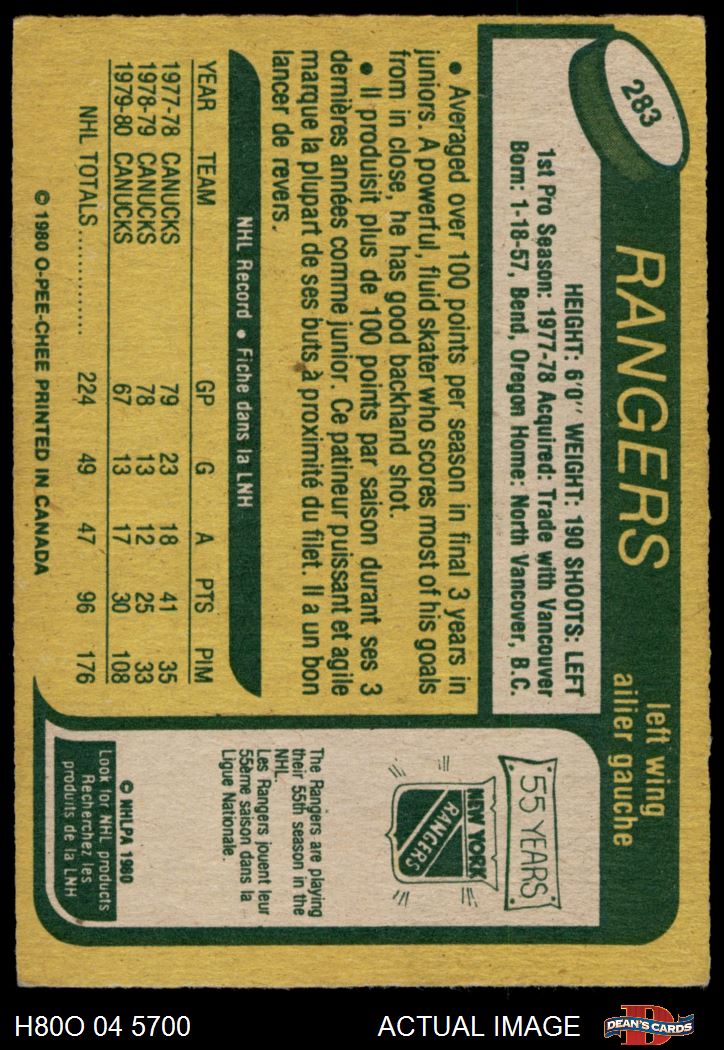 283
RANGERS
left wing
ailier gauche
HEIGHT: 6'0" WEIGHT: 190 SHOOTS: LEFT
1st Pro Season: 1977-78 Acquired: Trade with Vancouver
Born: 1-18-57, Bend, Oregon Home: North Vancover, B.C.
• Averaged over 100 points per season in final 3 years in
juniors. A powerful, fluid skater who scores most of his goals
from in close, he has good backhand shot.
• Il produisit plus de 100 points par saison durant ses 3
dernières années comme junior. Ce patineur puissant et agile
marque la plupart de ses buts à proximité du filet. Il a un bon
lancer de revers.
NHL Record • Fiche dans la LNH
YEAR TEAM GP G A PTS PIM
1977-78 CANUCKS 79 23 18 41 35
1978-79 CANUCKS 78 13 12 25 33
1979-80 CANUCKS 67 13 17 30 108
NHL TOTALS .............. 224 49 47 96 176
© 1980 O-PEE-CHEE PRINTED IN CANADA
55 YEARS
NEW YORK
RANGERS
The Rangers are playing
their 55th season in the
NHL.
Les Rangers jouent leur
55ème saison dans la
Ligue Nationale.
© NHLPA 1980
Look for NHL products
Recherchez les
produits de la LNH
H80O 04 5700
ACTUAL IMAGE
D
DEAN'S CARDS